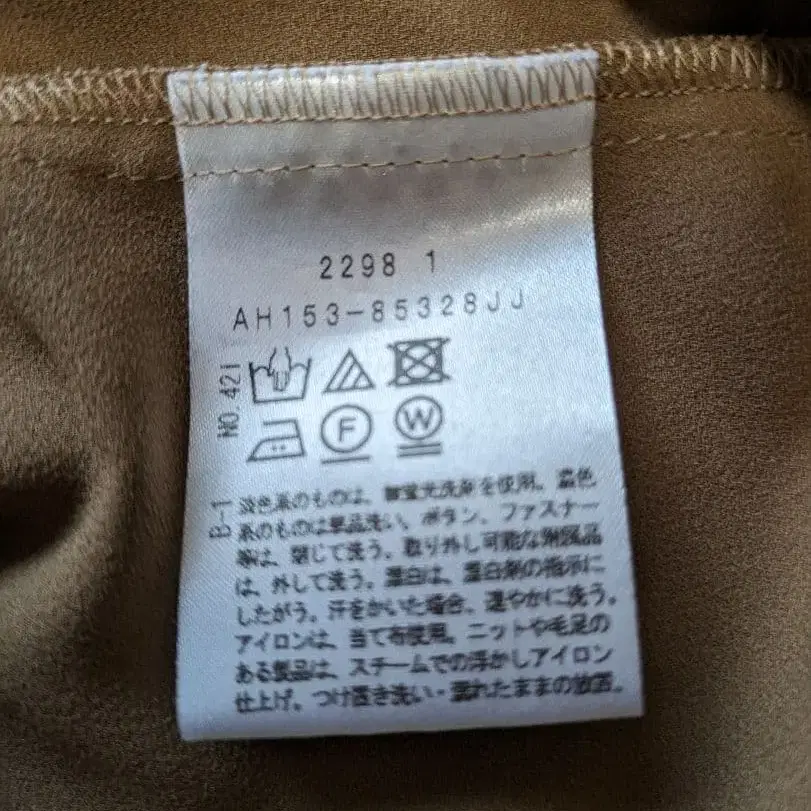 2298 1
AH153-85328JJ
NO.421
F W
B-1
淡色系のものは、無蛍光洗剤を使用。濃色
系のものは単品洗い。ボタン、ファスナー
等は、閉じて洗う。取り外し可能な附属品
は、外して洗う。漂白は、漂白剤の指示に
したがう。汗をかいた場合、速やかに洗う。
アイロンは、当て布使用。ニットや毛足の
ある製品は、スチームでの浮かしアイロン
仕上げ。つけ置き洗い・濡れたままの放置。